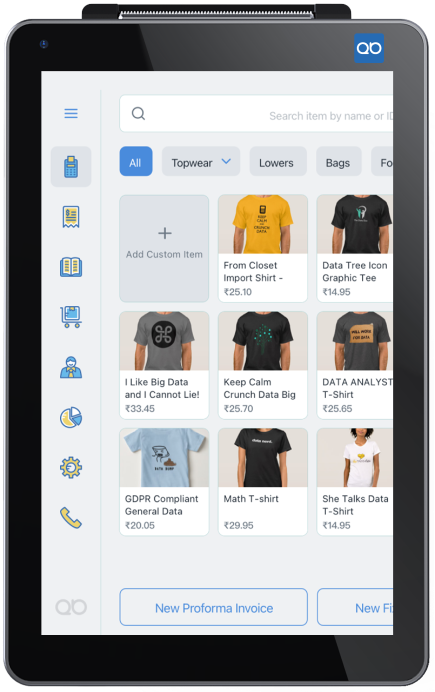 Search item by name or ID
All
Topwear
Lowers
Bags
Fo
Add Custom Item
KEEP
CALM
AND
CRUNCH
DATA
From Closet
Import Shirt -
₹25.10
Data Tree Icon
Graphic Tee
₹14.95
I Like Big Data
and I Cannot Lie!
₹33.45
Keep Calm
Crunch Data Big
₹25.70
WILL WORK
FOR DATA
DATA ANALYST
T-Shirt
₹25.65
GDPR Compliant
General Data
₹20.05
Math T-shirt
₹29.95
She Talks Data
T-Shirt
₹14.95
New Proforma Invoice
New Fi